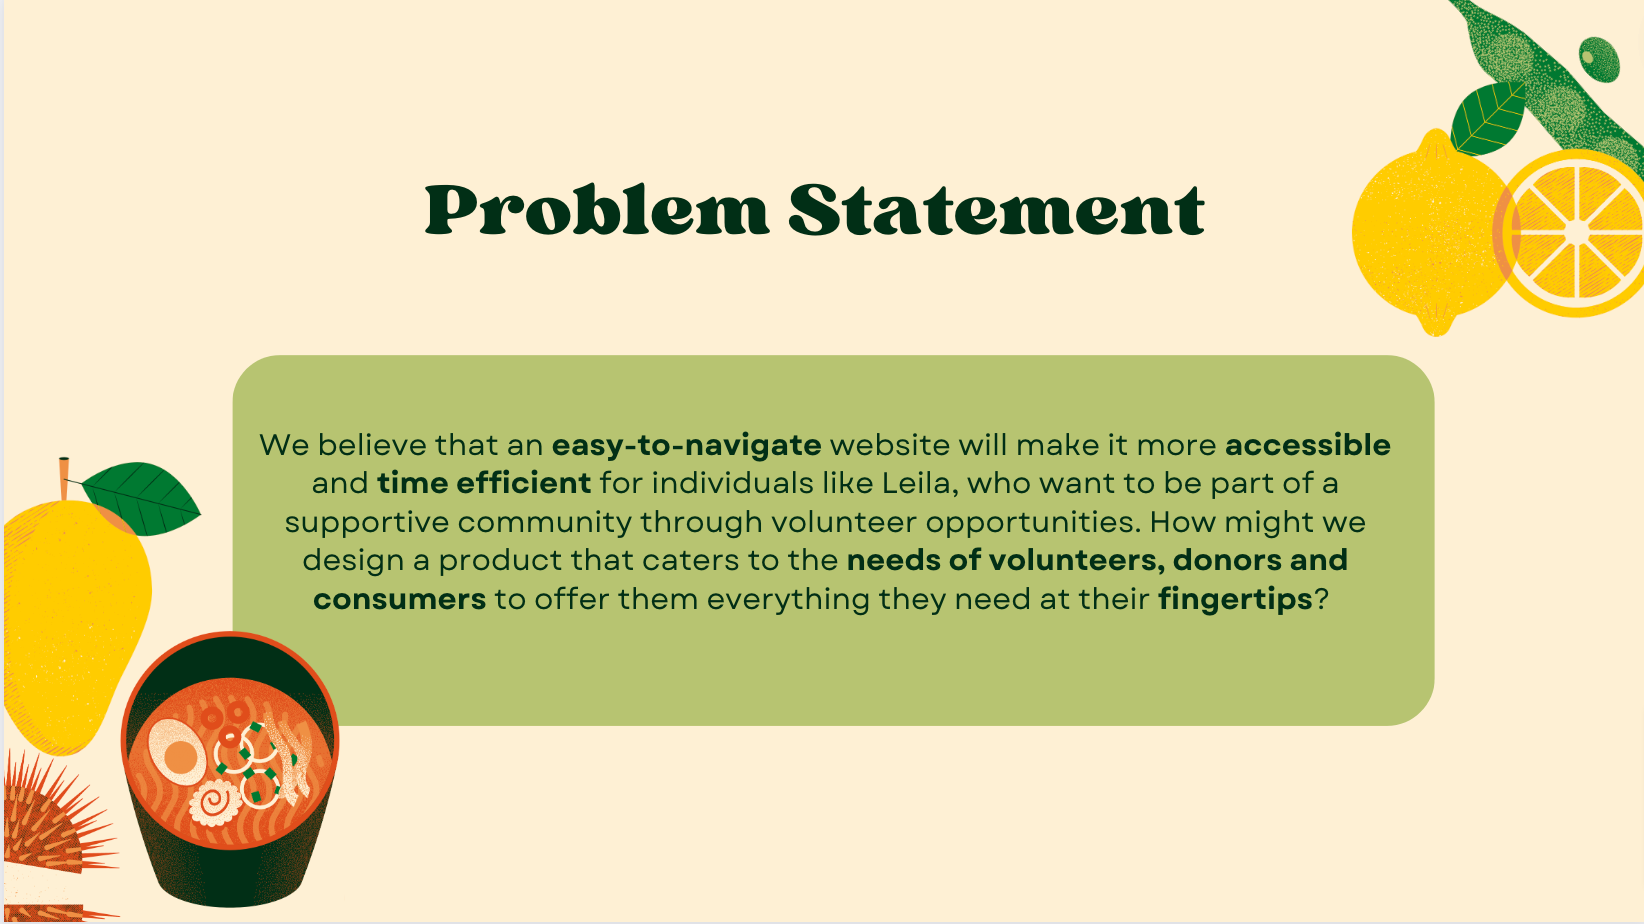 Problem Statement
We believe that an easy-to-navigate website will make it more accessible
and time efficient for individuals like Leila, who want to be part of a
supportive community through volunteer opportunities. How might we
design a product that caters to the needs of volunteers, donors and
consumers to offer them everything they need at their fingertips?